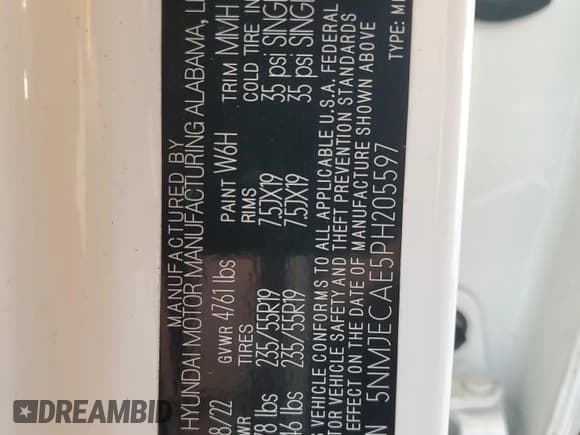 MANUFACTURED BY
HYUNDAI MOTOR MANUFACTURING ALABAMA,
8/22 GVWR 4761 lbs PAINT W6H TRIM MMH
TIRES RIMS COLD TIRE
78 lbs 235/55R19 7.5JX19 35 psi
46 lbs 235/55R19 7.5JX19 35 psi
VEHICLE CONFORMS TO ALL APPLICABLE U.S.A. FEDERAL
VEHICLE SAFETY AND THEFT PREVENTION STANDARDS
EFFECT ON THE DATE OF MANUFACTURE SHOWN ABOVE
5NMJECAE5PH205597 TYPE:
DREAMBID